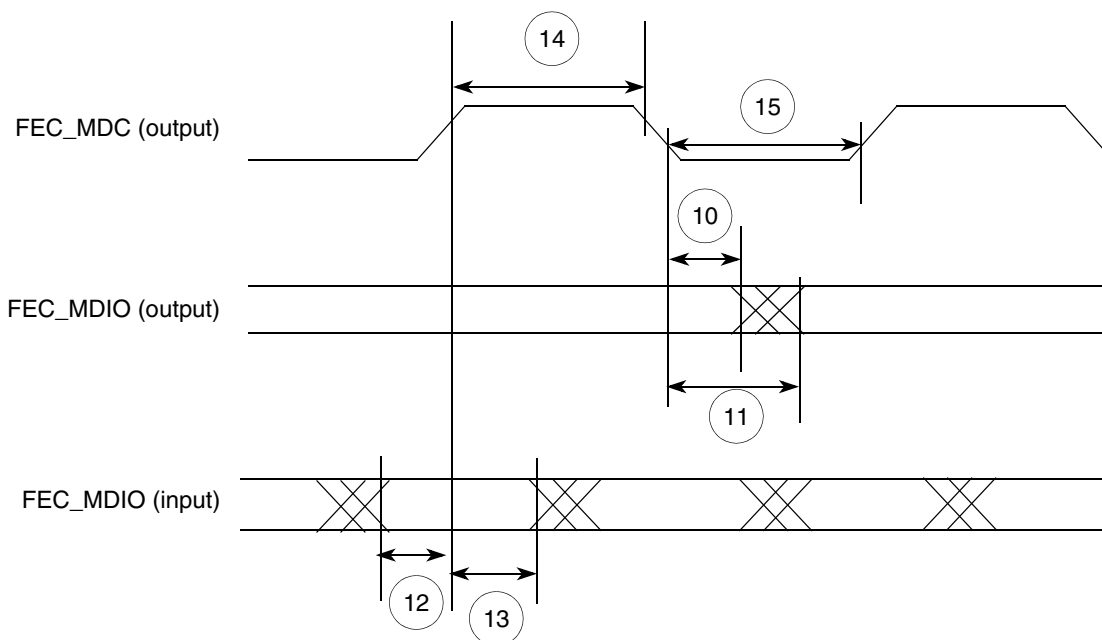 14
FEC_MDC (output)
15
10
FEC_MDIO (output)
11
FEC_MDIO (input)
12
13